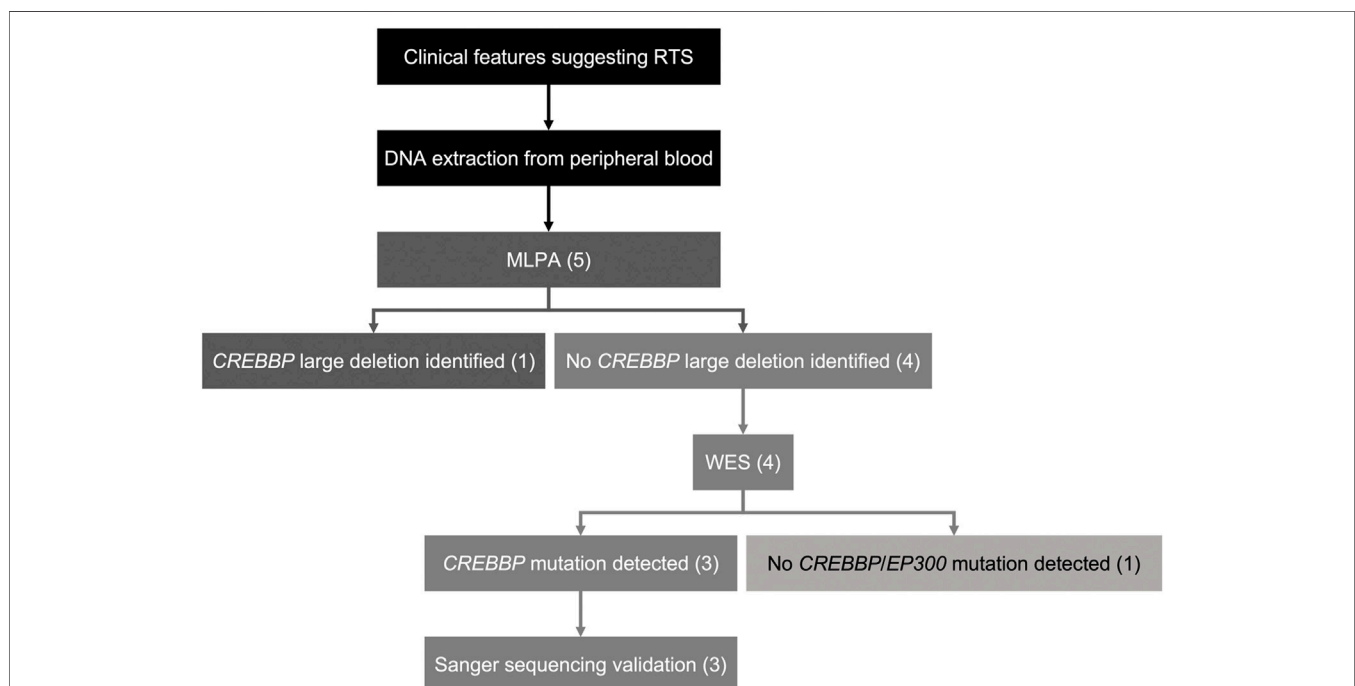 Clinical features suggesting RTS
DNA extraction from peripheral blood
MLPA (5)
CREBBP large deletion identified (1)
No CREBBP large deletion identified (4)
WES (4)
CREBBP mutation detected (3)
No CREBBP/EP300 mutation detected (1)
Sanger sequencing validation (3)